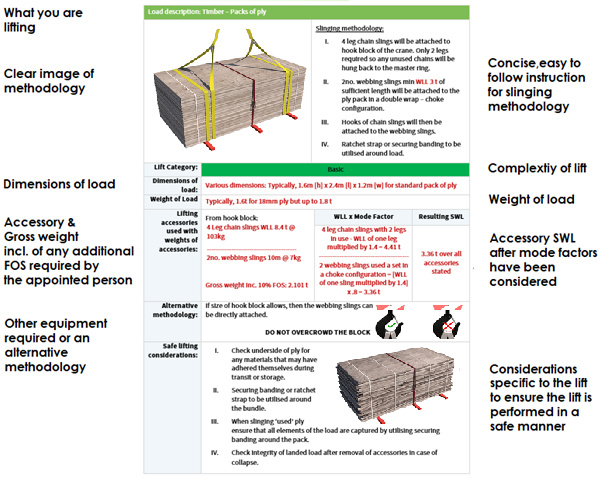 What you are
lifting
Clear image of
methodology
Dimensions of load
Accessory &
Gross weight
incl. of any additional
FOS required by
the appointed person
Other equipment
required or an
alternative
methodology
Load description: Timber – Packs of ply
Slinging methodology:
I. 4 leg chain slings will be attached to
hook block of the crane. Only 2 legs
required so any unused chains will be
hung back to the master ring.
II. 2no. webbing slings min WLL 3 t of
sufficient length will be attached to the
ply pack in a double wrap – choke
configuration.
III. Hooks of chain slings will then be
attached to the webbing slings.
IV. Ratchet strap or securing banding to be
utilised around load.
Lift Category: Basic
Dimensions of
load:
Various dimensions: Typically, 1.6m [h] x 2.4m [l] x 1.2m [w] for standard pack of ply
Weight of Load Typically, 1.6t for 18mm ply but up to 1.8 t
Lifting
accessories
used with
weights of
accessories:
From hook block:
4 Leg chain slings WLL 8.4 t @
103kg
2no. webbing slings 10m @ 7kg
Gross weight inc. 10% FOS: 2.101 t
WLL x Mode Factor
4 leg chain slings with 2 legs
in use - WLL of one leg
multiplied by 1.4 – 4.41 t
2 webbing slings used a set in
a choke configuration – [WLL
of one sling multiplied by 1.4]
x .8 – 3.36 t
Resulting SWL
3.36 t over all
accessories
stated
Alternative
methodology:
if size of hook block allows, then the webbing slings can
be directly attached.
DO NOT OVERCROWD THE BLOCK
Safe lifting
considerations:
I. Check underside of ply for
any materials that may have
adhered themselves during
transit or storage.
II. Securing banding or ratchet
strap to be utilised around
the bundle.
III. When slinging 'used' ply
ensure that all elements of the load are captured by utilising securing
banding around the pack.
IV. Check integrity of landed load after removal of accessories in case of
collapse.
Concise,easy to
follow instruction
for slinging
methodology
Complextiy of lift
Weight of load
Accessory SWL
after mode factors
have been
considered
Considerations
specific to the lift
to ensure the lift is
performed in a
safe manner